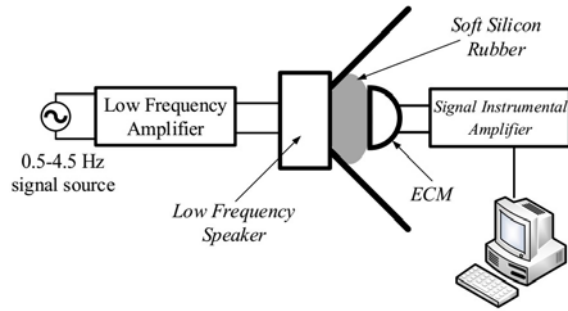 Soft Silicon
Rubber
Low Frequency
Amplifier
Signal Instrumental
Amplifier
0.5-4.5 Hz
signal source
ECM
Low Frequency
Speaker